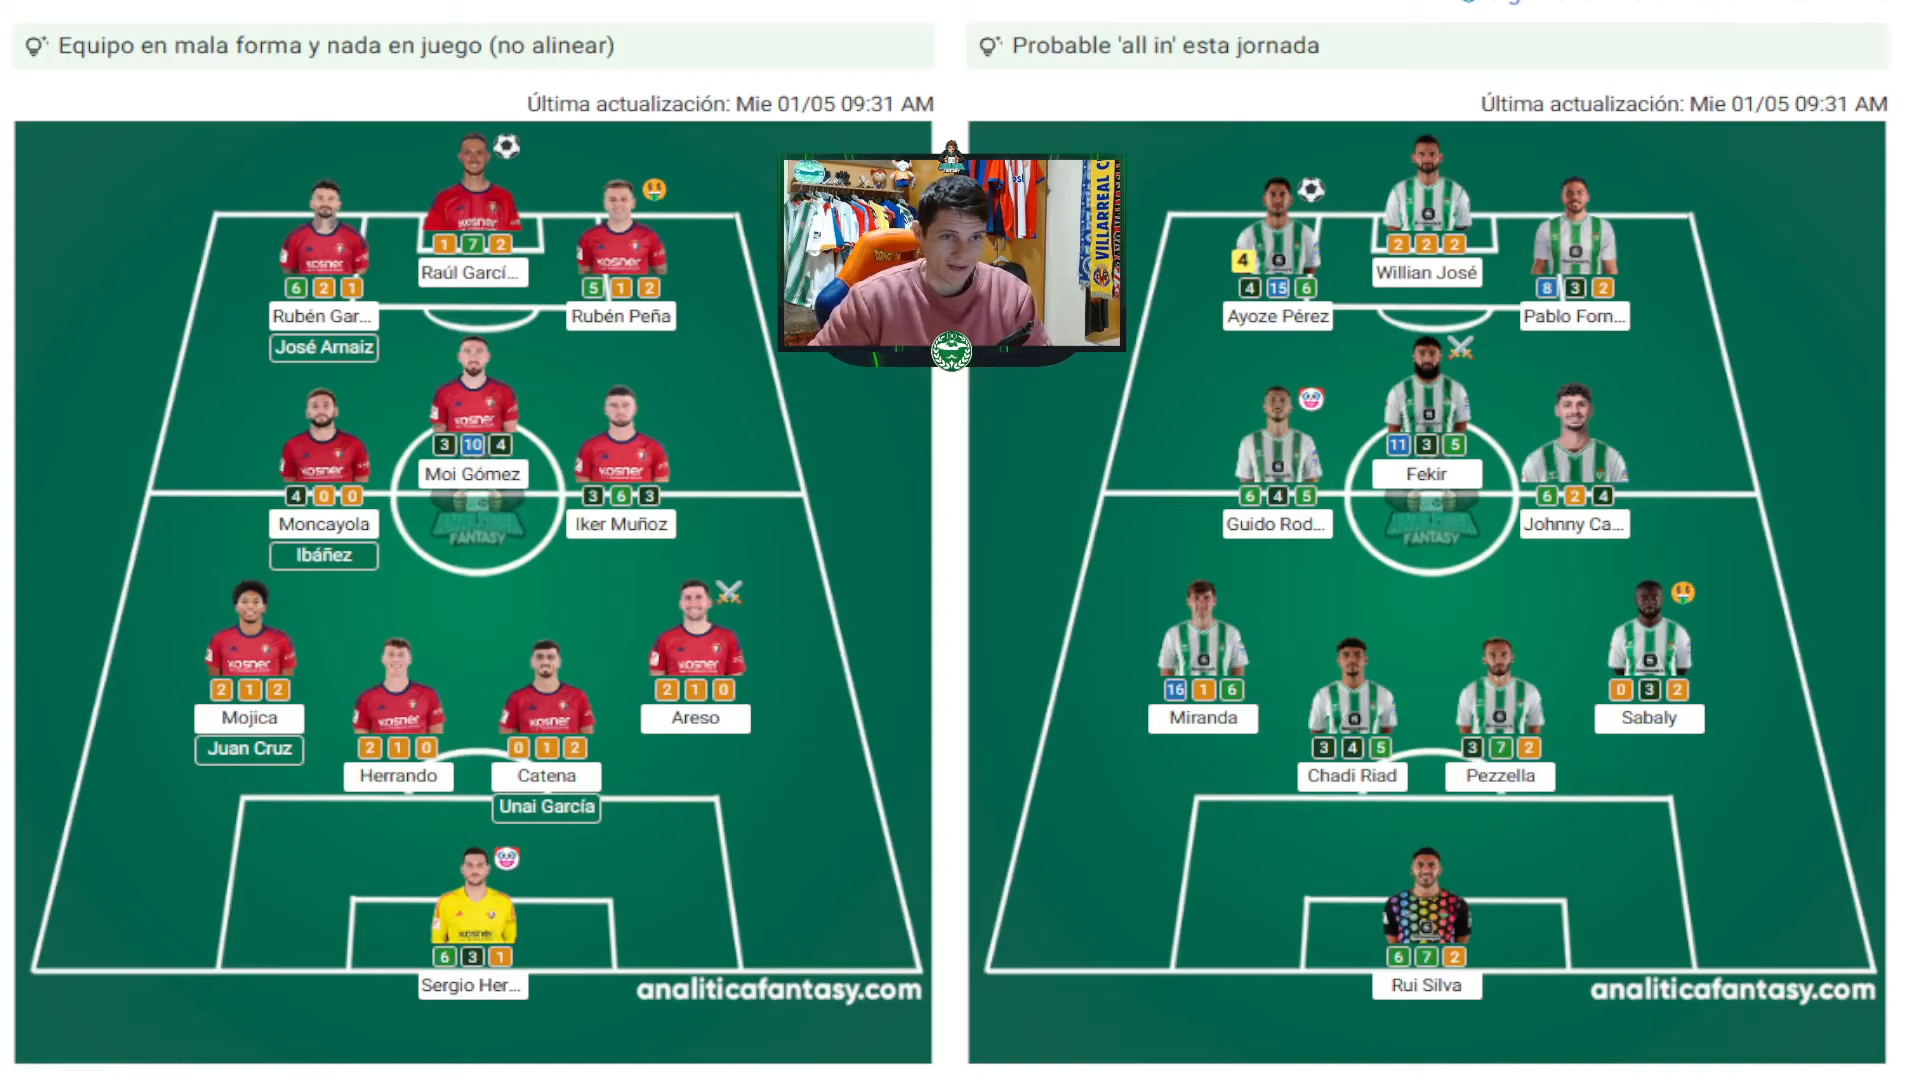 Equipo en mala forma y nada en juego (no alinear)
Última actualización: Mie 01/05 09:31 AM
1 7 2
Raúl Garcí...
6 2 1
Rubén Gar...
José Arnaiz
5 1 2
Rubén Peña
3 10 4
Moi Gómez
4 0 0
Moncayola
Ibáñez
3 6 3
Iker Muñoz
FANTASY
2 1 2
Mojica
Juan Cruz
2 1 0
Areso
2 1 0
Herrando
0 1 2
Catena
Unai García
6 3 1
Sergio Her...
analiticafantasy.com
VILLARREAL C
Probable 'all in' esta jornada
Última actualización: Mie 01/05 09:31 AM
2 2 2
Willian José
4
4 15 6
Ayoze Pérez
8 3 2
Pablo Forn...
11 3 5
Fekir
6 4 5
Guido Rod...
6 2 4
Johnny Ca...
FANTASY
16 1 6
Miranda
0 3 2
Sabaly
3 4 5
Chadi Riad
3 7 2
Pezzella
6 7 2
Rui Silva
analiticafantasy.com